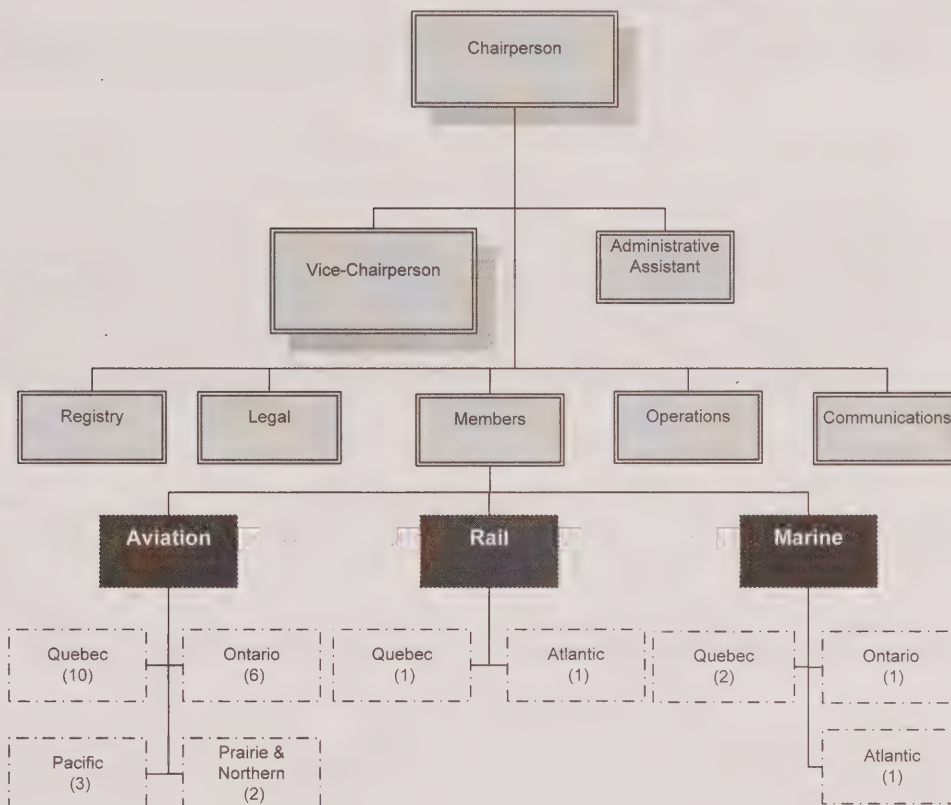 Chairperson
Vice-Chairperson
Administrative
Assistant
Registry
Legal
Members
Operations
Communications
Aviation
Rail
Marine
Quebec
(10)
Ontario
(6)
Quebec
(1)
Atlantic
(1)
Quebec
(2)
Ontario
(1)
Pacific
(3)
Prairie &
Northern
(2)
Atlantic
(1)